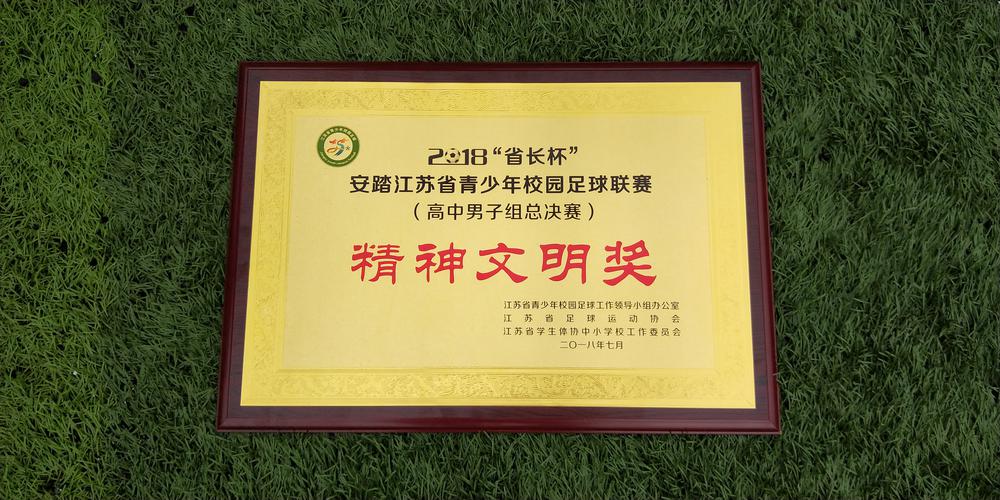 2018“省长杯”
安踏江苏省青少年校园足球联赛
（高中男子组总决赛）
精神文明奖
江苏省青少年校园足球工作领导小组办公室
江苏省足球运动协会
江苏省学生体协中小学校工作委员会
二〇一八年七月